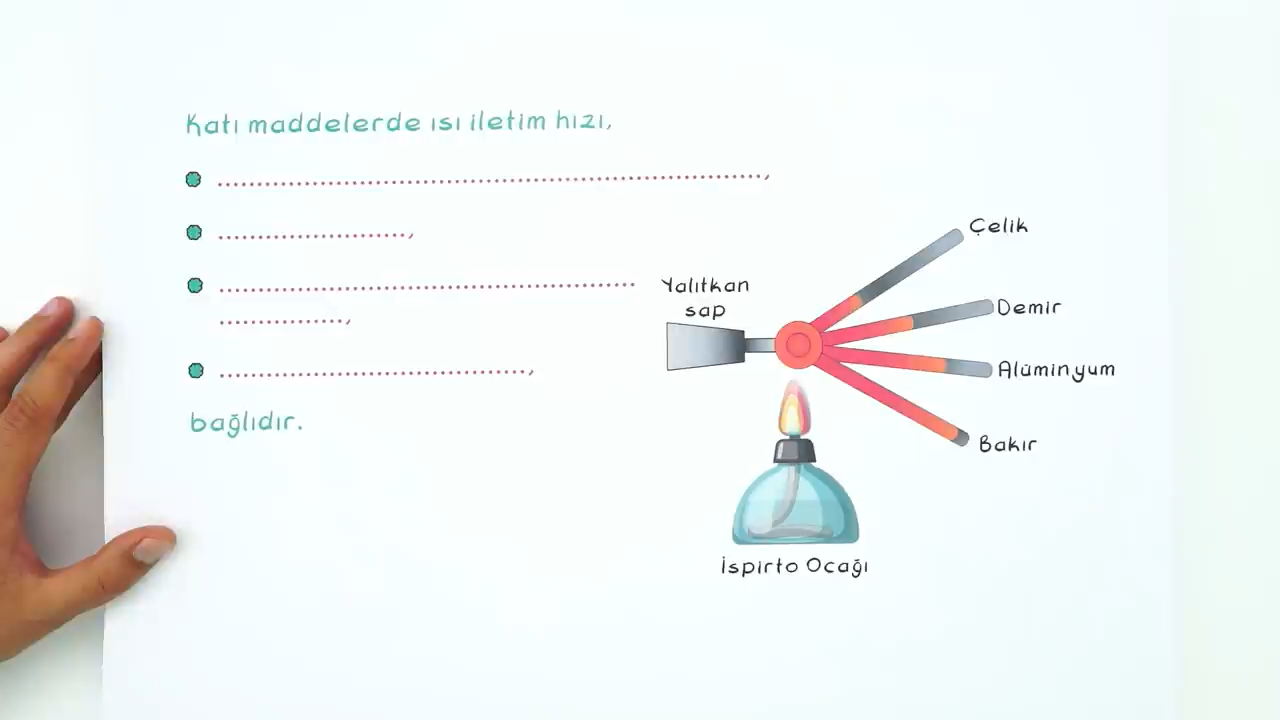 Katı maddelerde ısı iletim hızı,
..............................................................................,
............................,
............................................................
...................,
.............................................,
bağlıdır.
Yalıtkan
sap
Çelik
Demir
Alüminyum
Bakır
İspirto Ocağı